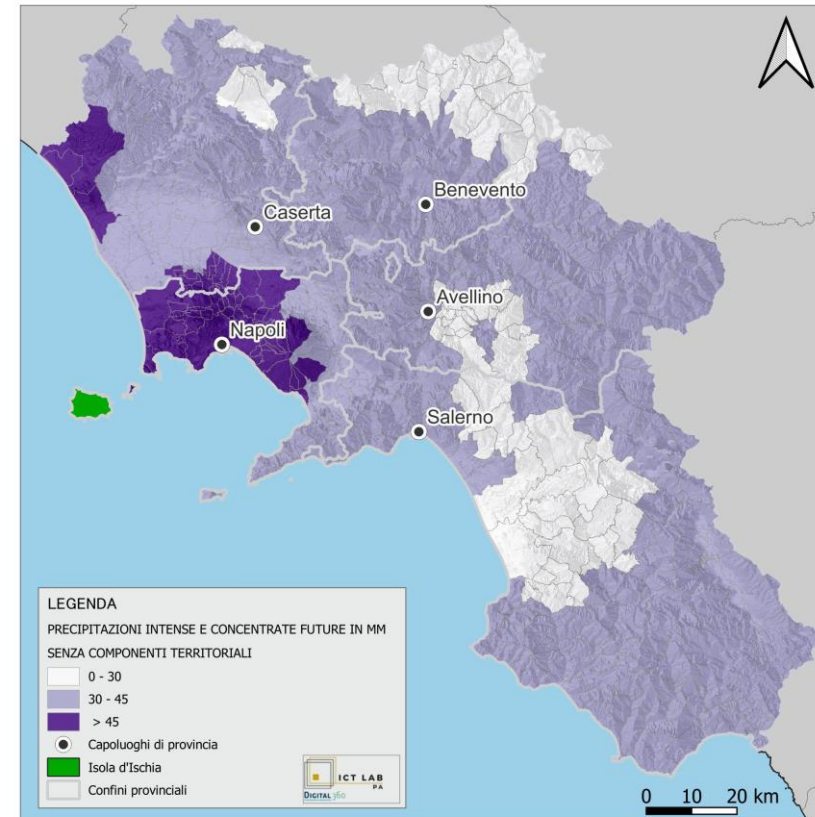 Benevento
Caserta
Avellino
Napoli
Salerno
LEGENDA
PRECIPITAZIONI INTENSE E CONCENTRATE FUTURE IN MM
SENZA COMPONENTI TERRITORIALI
0 - 30
30 - 45
> 45
Capoluoghi di provincia
Isola d'Ischia
Confini provinciali
ICT LAB
PA
DIGITAL 360
0 10 20 km